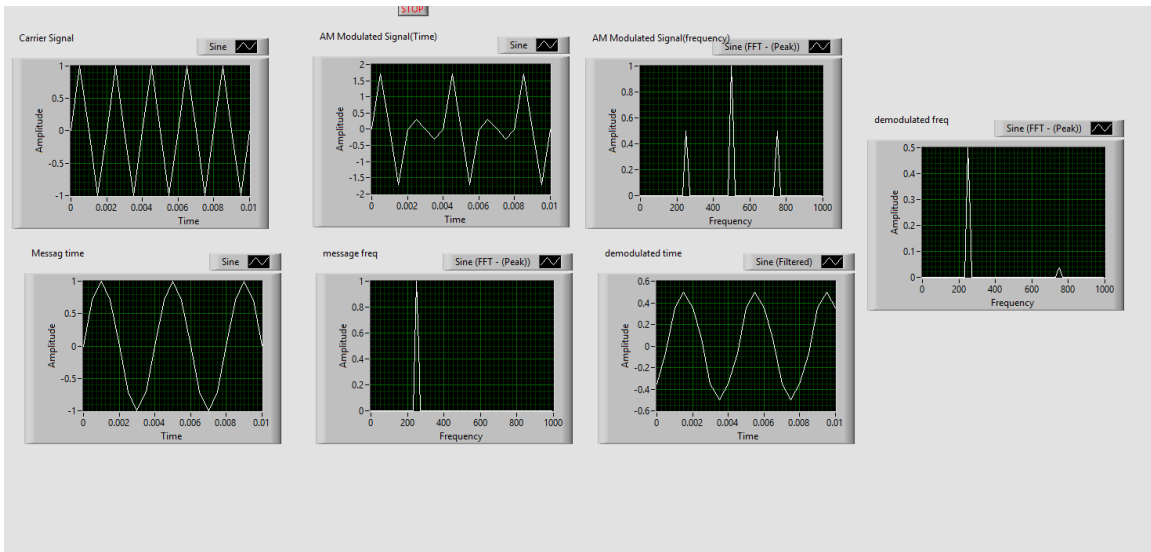 STOP
Carrier Signal
Sine
Amplitude
1-
0.5-
0-
-0.5-
-1-
0 0.002 0.004 0.006 0.008 0.01
Time
AM Modulated Signal(Time)
Sine
Amplitude
2-
1.5-
1-
0.5-
0-
-0.5-
-1-
-1.5-
-2-
0 0.002 0.004 0.006 0.008 0.01
Time
AM Modulated Signal(frequency)
Sine (FFT - (Peak))
Amplitude
1-
0.8-
0.6-
0.4-
0.2-
0-
0 200 400 600 800 1000
Frequency
demodulated freq
Sine (FFT - (Peak))
Amplitude
0.5-
0.4-
0.3-
0.2-
0.1-
0-
0 200 400 600 800 1000
Frequency
Messag time
Sine
Amplitude
1-
0.5-
0-
-0.5-
-1-
0 0.002 0.004 0.006 0.008 0.01
Time
message freq
Sine (FFT - (Peak))
Amplitude
1-
0.8-
0.6-
0.4-
0.2-
0-
0 200 400 600 800 1000
Frequency
demodulated time
Sine (Filtered)
Amplitude
0.6-
0.4-
0.2-
0-
-0.2-
-0.4-
-0.6-
0 0.002 0.004 0.006 0.008 0.01
Time